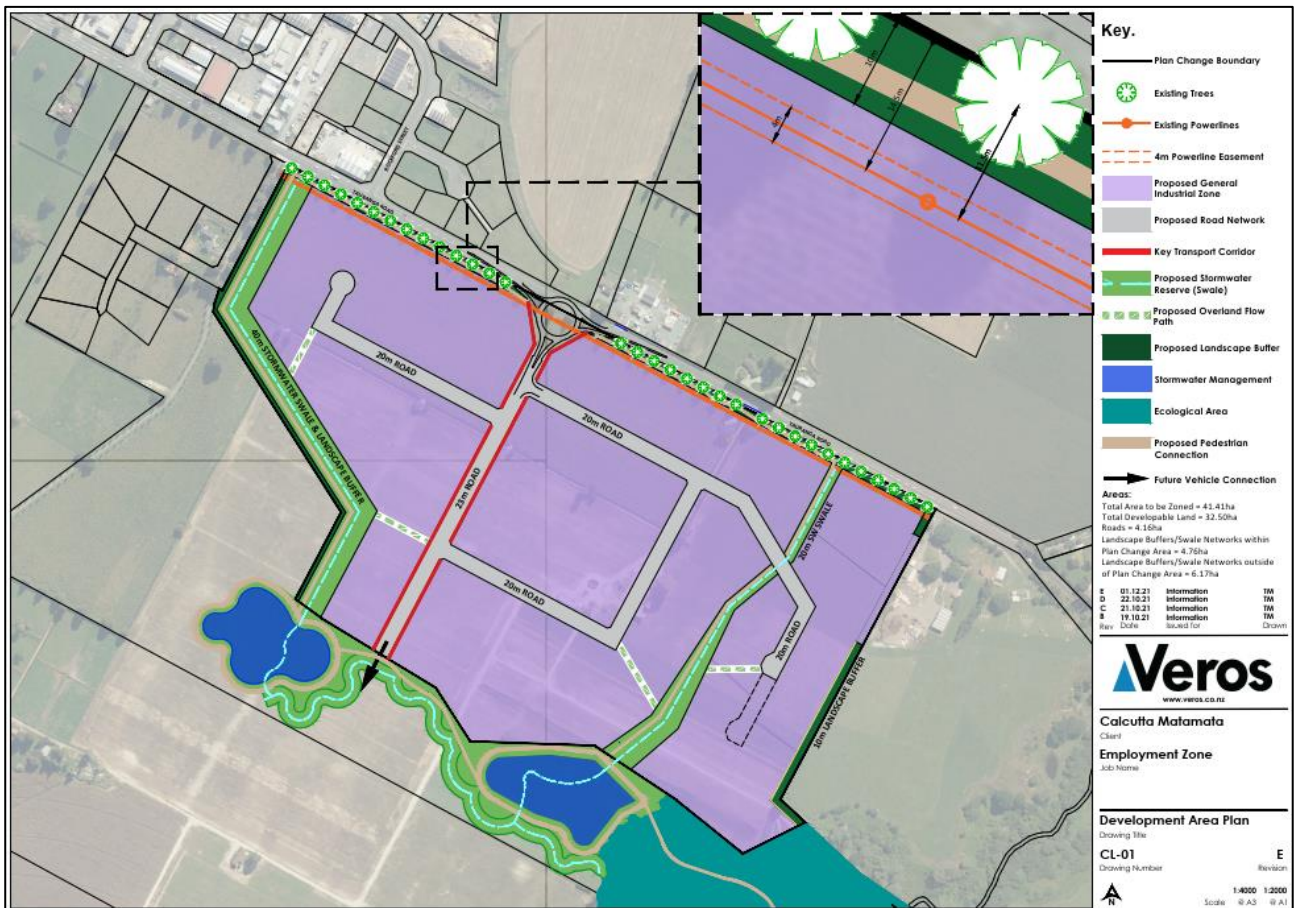 TAURANGA ROAD
10m
14.5m
4m
40m STORMWATER SWALE & LANDSCAPE BUFFER
20m ROAD
20m ROAD
23m ROAD
20m ROAD
20m SW SWALE
20m ROAD
10m LANDSCAPE BUFFER
TAURANGA ROAD
Key.
Plan Change Boundary
Existing Trees
Existing Powerlines
4m Powerline Easement
Proposed General
Industrial Zone
Proposed Road Network
Key Transport Corridor
Proposed Stormwater
Reserve (Swale)
Proposed Overland Flow
Path
Proposed Landscape Buffer
Stormwater Management
Ecological Area
Proposed Pedestrian
Connection
Future Vehicle Connection
Areas:
Total Area to be Zoned = 41.41ha
Total Developable Land = 32.50ha
Roads = 4.16ha
Landscape Buffers/Swale Networks within
Plan Change Area = 4.76ha
Landscape Buffers/Swale Networks outside
of Plan Change Area = 6.17ha
E 01.12.21 Information TM
D 22.10.21 Information TM
C 21.10.21 Information TM
B 19.10.21 Information TM
Rev Date Issued for Drawn
Veros
www.veros.co.nz
Calcutta Matamata
Client
Employment Zone
Job Name
Development Area Plan
Drawing Title
CL-01 E
Drawing Number Revision
1:4000 1:2000
Scale @ A3 @ A1
N